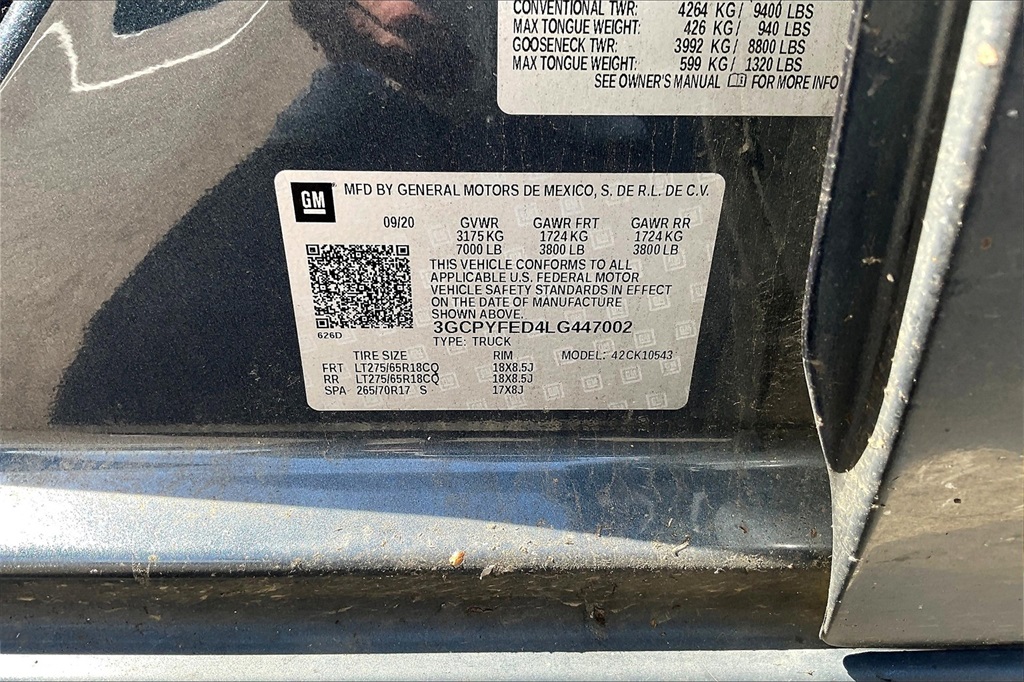 CONVENTIONAL TWR: 4264 KG/ 9400 LBS
MAX TONGUE WEIGHT: 426 KG/ 940 LBS
GOOSENECK TWR: 3992 KG/ 8800 LBS
MAX TONGUE WEIGHT: 599 KG/ 1320 LBS
SEE OWNER'S MANUAL FOR MORE INFO
GM MFD BY GENERAL MOTORS DE MEXICO, S. DE R.L. DE C.V.
09/20 GVWR GAWR FRT GAWR RR
3175 KG 1724 KG 1724 KG
7000 LB 3800 LB 3800 LB
THIS VEHICLE CONFORMS TO ALL
APPLICABLE U.S. FEDERAL MOTOR
VEHICLE SAFETY STANDARDS IN EFFECT
ON THE DATE OF MANUFACTURE
SHOWN ABOVE.
626D 3GCPYFED4LG447002
TYPE: TRUCK
TIRE SIZE RIM MODEL: 42CK10543
FRT LT275/65R18CQ 18X8.5J
RR LT275/65R18CQ 18X8.5J
SPA 265/70R17 S 17X8J